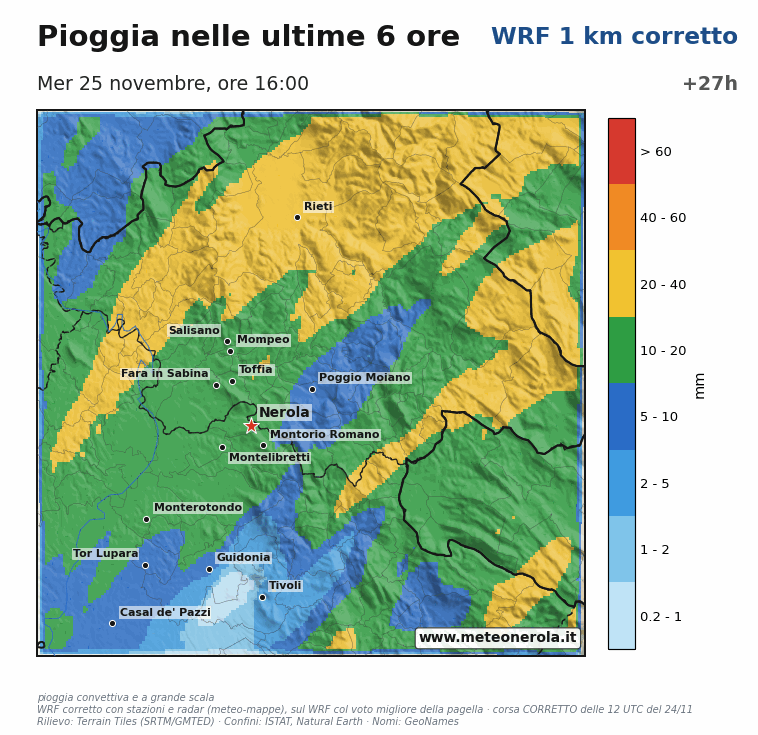 Pioggia nelle ultime 6 ore
WRF 1 km corretto
Mer 25 novembre, ore 16:00
+27h
Rieti
Salisano
Mompeo
Toffia
Fara in Sabina
Poggio Moiano
Nerola
Montorio Romano
Montelibretti
Monterotondo
Tor Lupara
Guidonia
Tivoli
Casal de' Pazzi
www.meteonerola.it
> 60
40 - 60
20 - 40
10 - 20
5 - 10
2 - 5
1 - 2
0.2 - 1
mm
pioggia convettiva e a grande scala
WRF corretto con stazioni e radar (meteo-mappe), sul WRF col voto migliore della pagella · corsa CORRETTO delle 12 UTC del 24/11
Rilievo: Terrain Tiles (SRTM/GMTED) · Confini: ISTAT, Natural Earth · Nomi: GeoNames